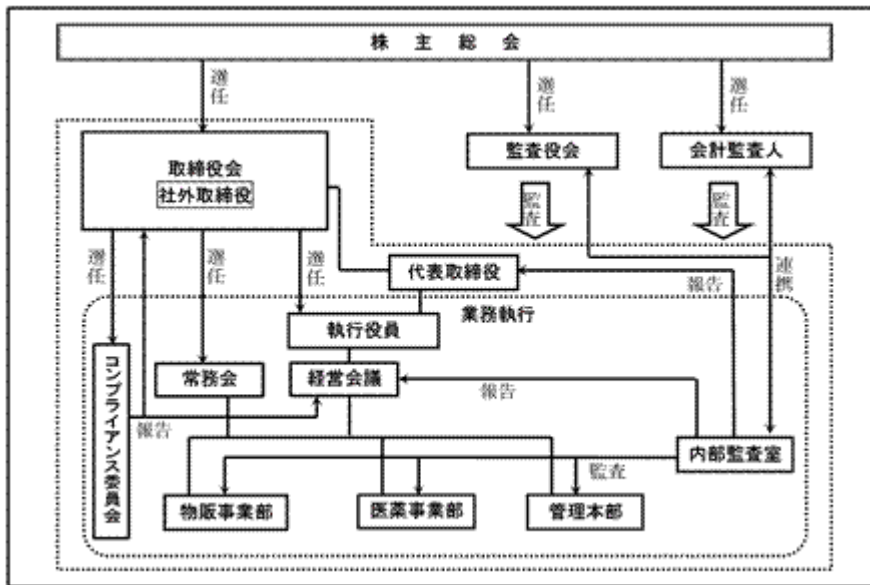 株主総会
選任
選任
選任
取締役会
社外取締役
監査役会
会計監査人
監査
監査
選任
選任
選任
代表取締役
報告
連携
業務執行
執行役員
コンプライアンス委員会
常務会
経営会議
報告
報告
内部監査室
監査
物販事業部
医薬事業部
管理本部